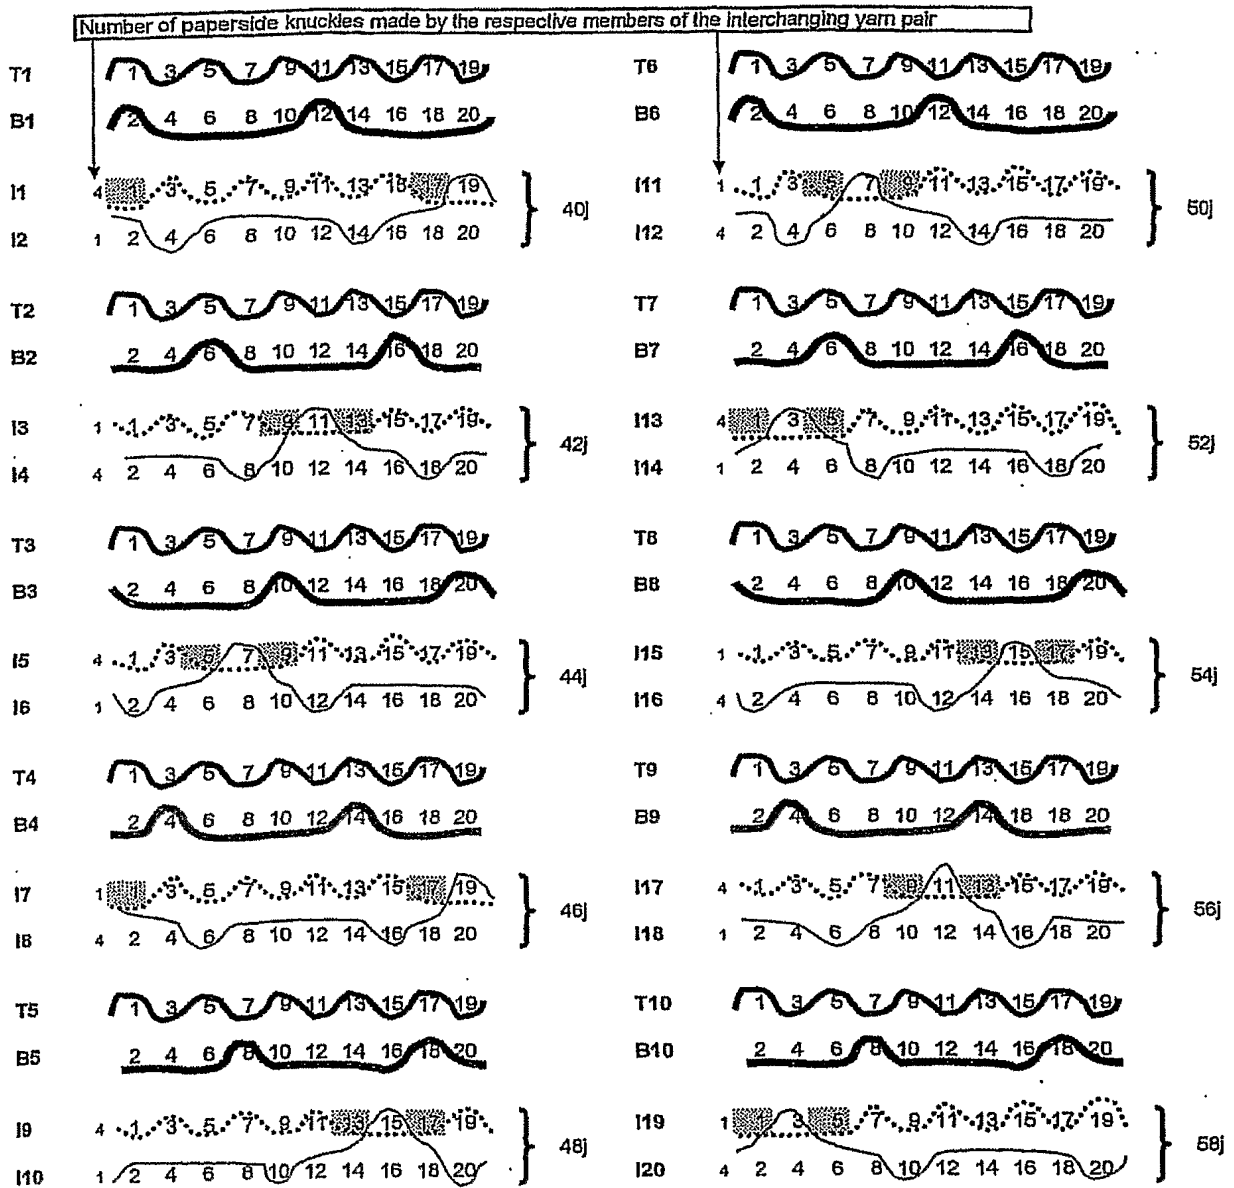 Number of paperside knuckles made by the respective members of the interchanging yarn pair
T1 1 3 5 7 9 11 13 15 17 19
B1 2 4 6 8 10 12 14 16 18 20
I1 4 1 3 5 7 9 11 13 15 17 19
40j
I2 1 2 4 6 8 10 12 14 16 18 20
T2 1 3 5 7 9 11 13 15 17 19
B2 2 4 6 8 10 12 14 16 18 20
I3 1 1 3 5 7 9 11 13 15 17 19
42j
I4 4 2 4 6 8 10 12 14 16 18 20
T3 1 3 5 7 9 11 13 15 17 19
B3 2 4 6 8 10 12 14 16 18 20
I5 4 1 3 5 7 9 11 13 15 17 19
44j
I6 1 2 4 6 8 10 12 14 16 18 20
T4 1 3 5 7 9 11 13 15 17 19
B4 2 4 6 8 10 12 14 16 18 20
I7 1 1 3 5 7 9 11 13 15 17 19
46j
I8 4 2 4 6 8 10 12 14 16 18 20
T5 1 3 5 7 9 11 13 15 17 19
B5 2 4 6 8 10 12 14 16 18 20
I9 4 1 3 5 7 9 11 13 15 17 19
48j
I10 1 2 4 6 8 10 12 14 16 18 20
T6 1 3 5 7 9 11 13 15 17 19
B6 2 4 6 8 10 12 14 16 18 20
I11 1 1 3 5 7 9 11 13 15 17 19
50j
I12 4 2 4 6 8 10 12 14 16 18 20
T7 1 3 5 7 9 11 13 15 17 19
B7 2 4 6 8 10 12 14 16 18 20
I13 4 1 3 5 7 9 11 13 15 17 19
52j
I14 1 2 4 6 8 10 12 14 16 18 20
T8 1 3 5 7 9 11 13 15 17 19
B8 2 4 6 8 10 12 14 16 18 20
I15 1 1 3 5 7 9 11 13 15 17 19
54j
I16 4 2 4 6 8 10 12 14 16 18 20
T9 1 3 5 7 9 11 13 15 17 19
B9 2 4 6 8 10 12 14 16 18 20
I17 4 1 3 5 7 9 11 13 15 17 19
56j
I18 1 2 4 6 8 10 12 14 16 18 20
T10 1 3 5 7 9 11 13 15 17 19
B10 2 4 6 8 10 12 14 16 18 20
I19 1 1 3 5 7 9 11 13 15 17 19
58j
I20 4 2 4 6 8 10 12 14 16 18 20